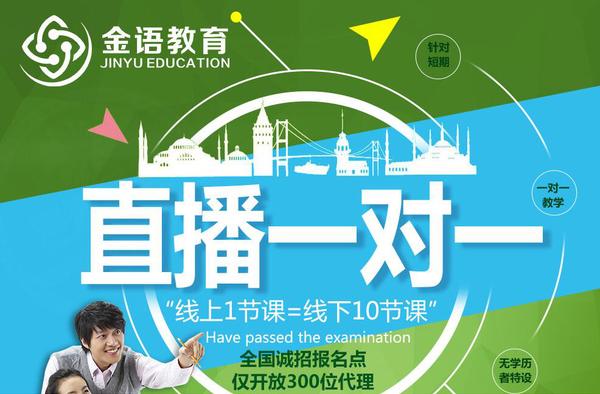 金语教育
JINYU EDUCATION
针对
短期
直播一对一
一对一
教学
“线上1节课=线下10节课”
Have passed the examination
全国诚招报名点
仅开放300位代理
无学历
者特设